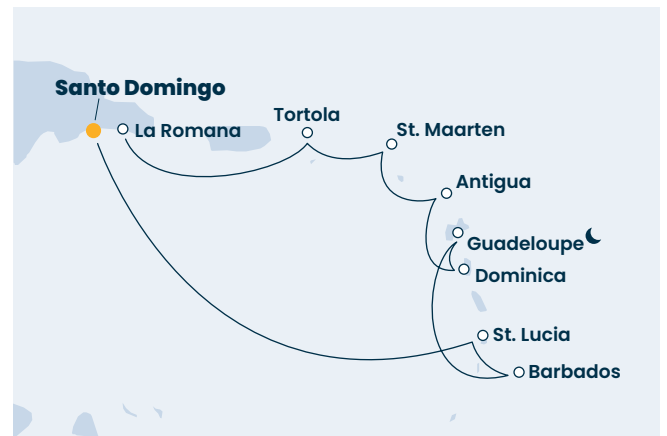 Santo Domingo
La Romana
Tortola
St. Maarten
Antigua
Guadeloupe
Dominica
St. Lucia
Barbados